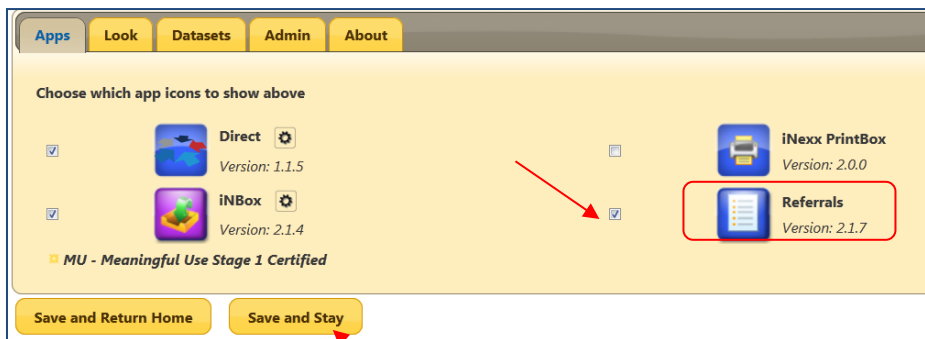 Apps Look Datasets Admin About
Choose which app icons to show above
Direct
Version: 1.1.5
iNexx PrintBox
Version: 2.0.0
iNBox
Version: 2.1.4
Referrals
Version: 2.1.7
MU - Meaningful Use Stage 1 Certified
Save and Return Home Save and Stay